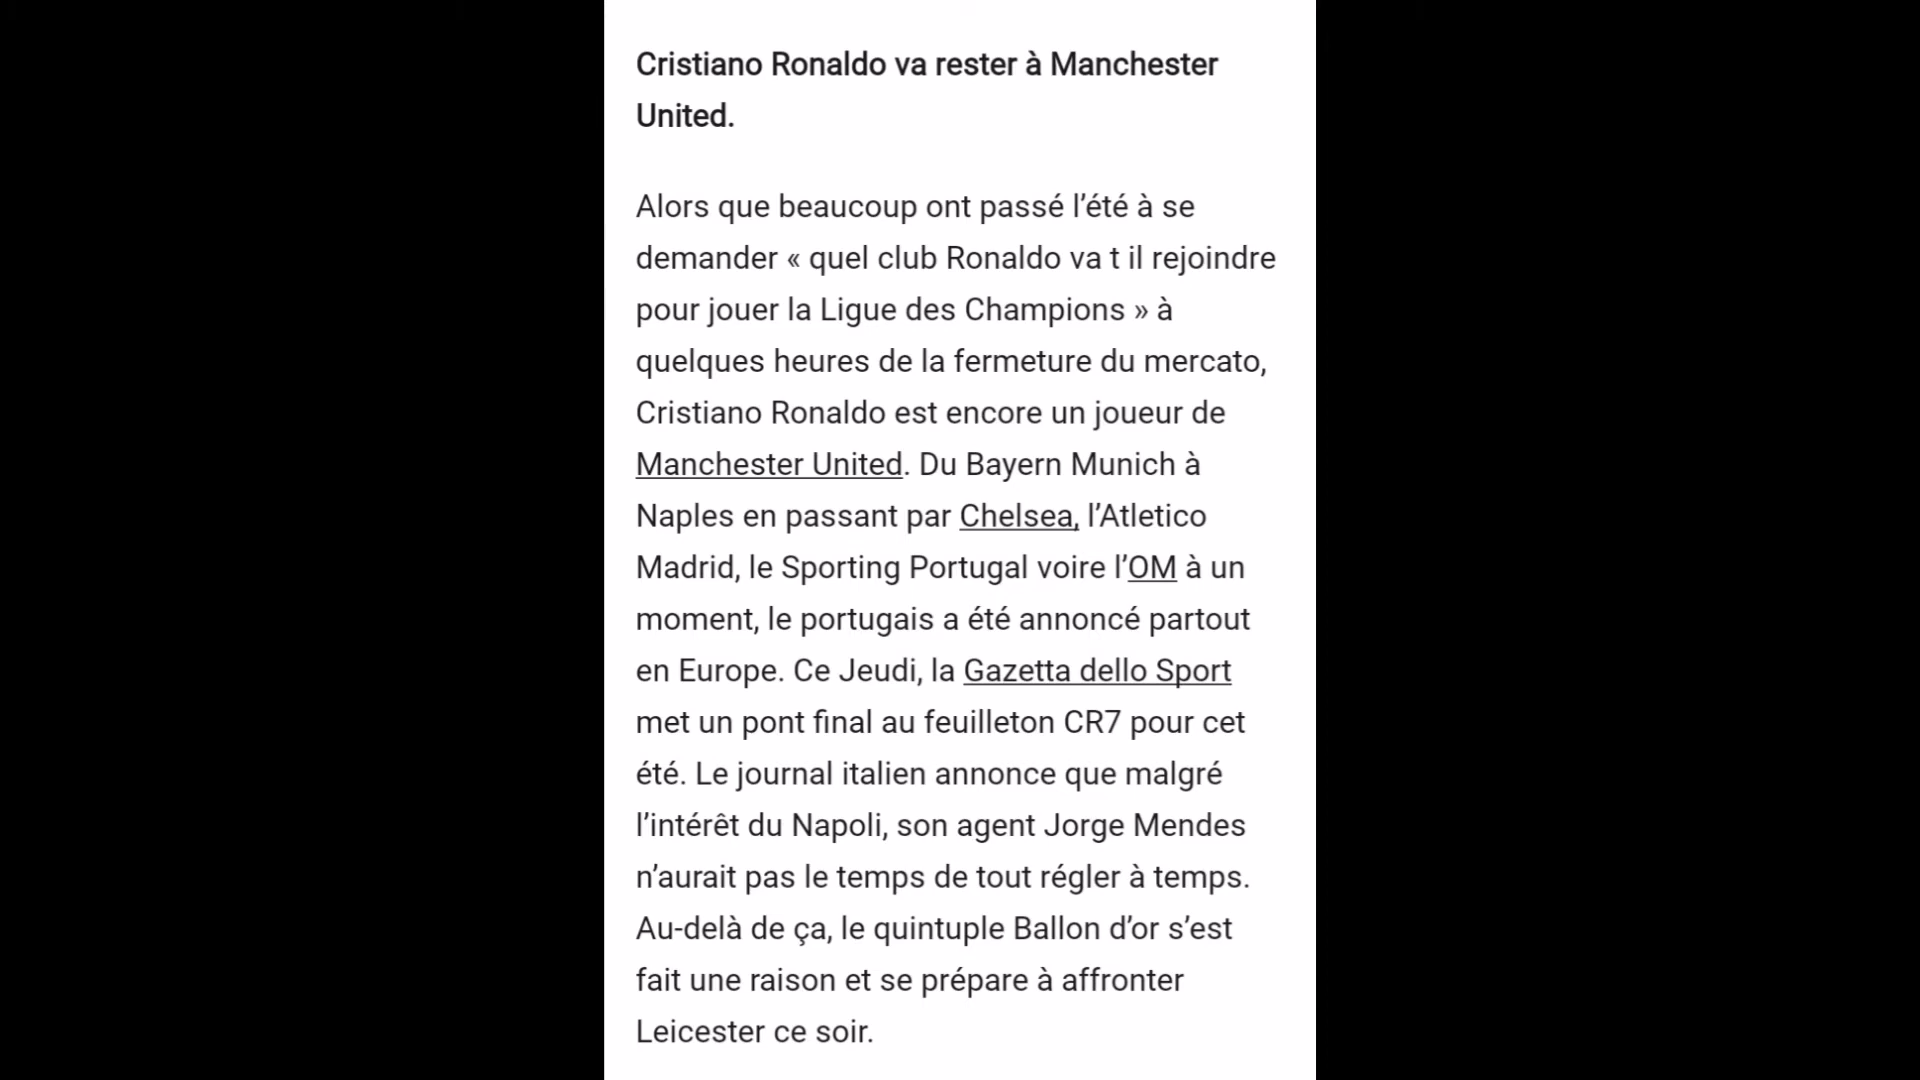 Cristiano Ronaldo va rester à Manchester
United.
Alors que beaucoup ont passé l’été à se
demander « quel club Ronaldo va t il rejoindre
pour jouer la Ligue des Champions » à
quelques heures de la fermeture du mercato,
Cristiano Ronaldo est encore un joueur de
Manchester United. Du Bayern Munich à
Naples en passant par Chelsea, l’Atletico
Madrid, le Sporting Portugal voire l’OM à un
moment, le portugais a été annoncé partout
en Europe. Ce Jeudi, la Gazetta dello Sport
met un pont final au feuilleton CR7 pour cet
été. Le journal italien annonce que malgré
l’intérêt du Napoli, son agent Jorge Mendes
n’aurait pas le temps de tout régler à temps.
Au-delà de ça, le quintuple Ballon d’or s’est
fait une raison et se prépare à affronter
Leicester ce soir.